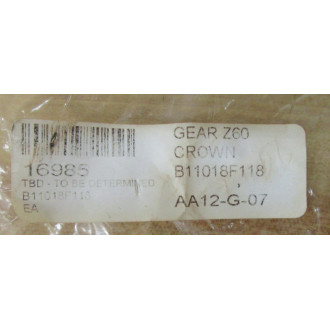 16985
TBD - TO BE DETERMINED
B11018F118
EA
GEAR Z60
CROWN
B11018F118
AA12-G-07